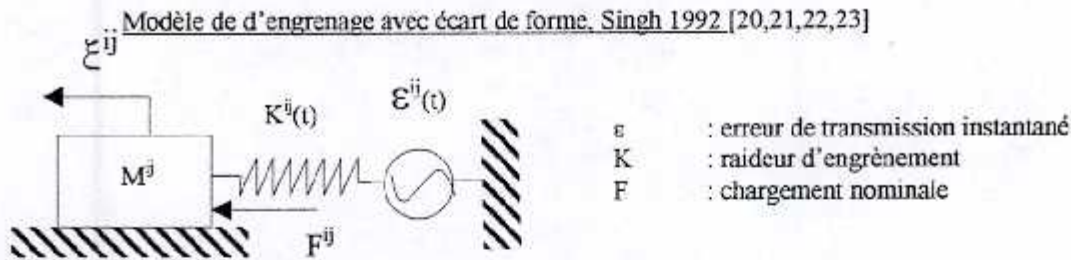 Modèle de d'engrenage avec écart de forme, Singh 1992 [20,21,22,23]
ξ^ij
K^ij(t)
ε^ij(t)
M^ij
F^ij
ε : erreur de transmission instantané
K : raideur d'engrènement
F : chargement nominale